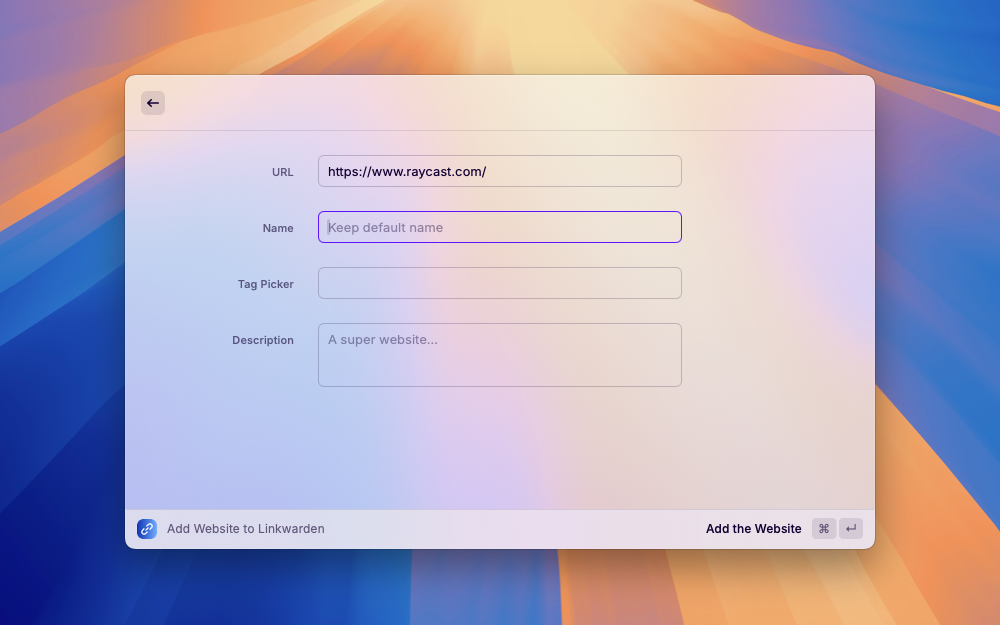 URL
https://www.raycast.com/
Name
Keep default name
Tag Picker
Description
A super website...
Add Website to Linkwarden
Add the Website ⌘ ↵